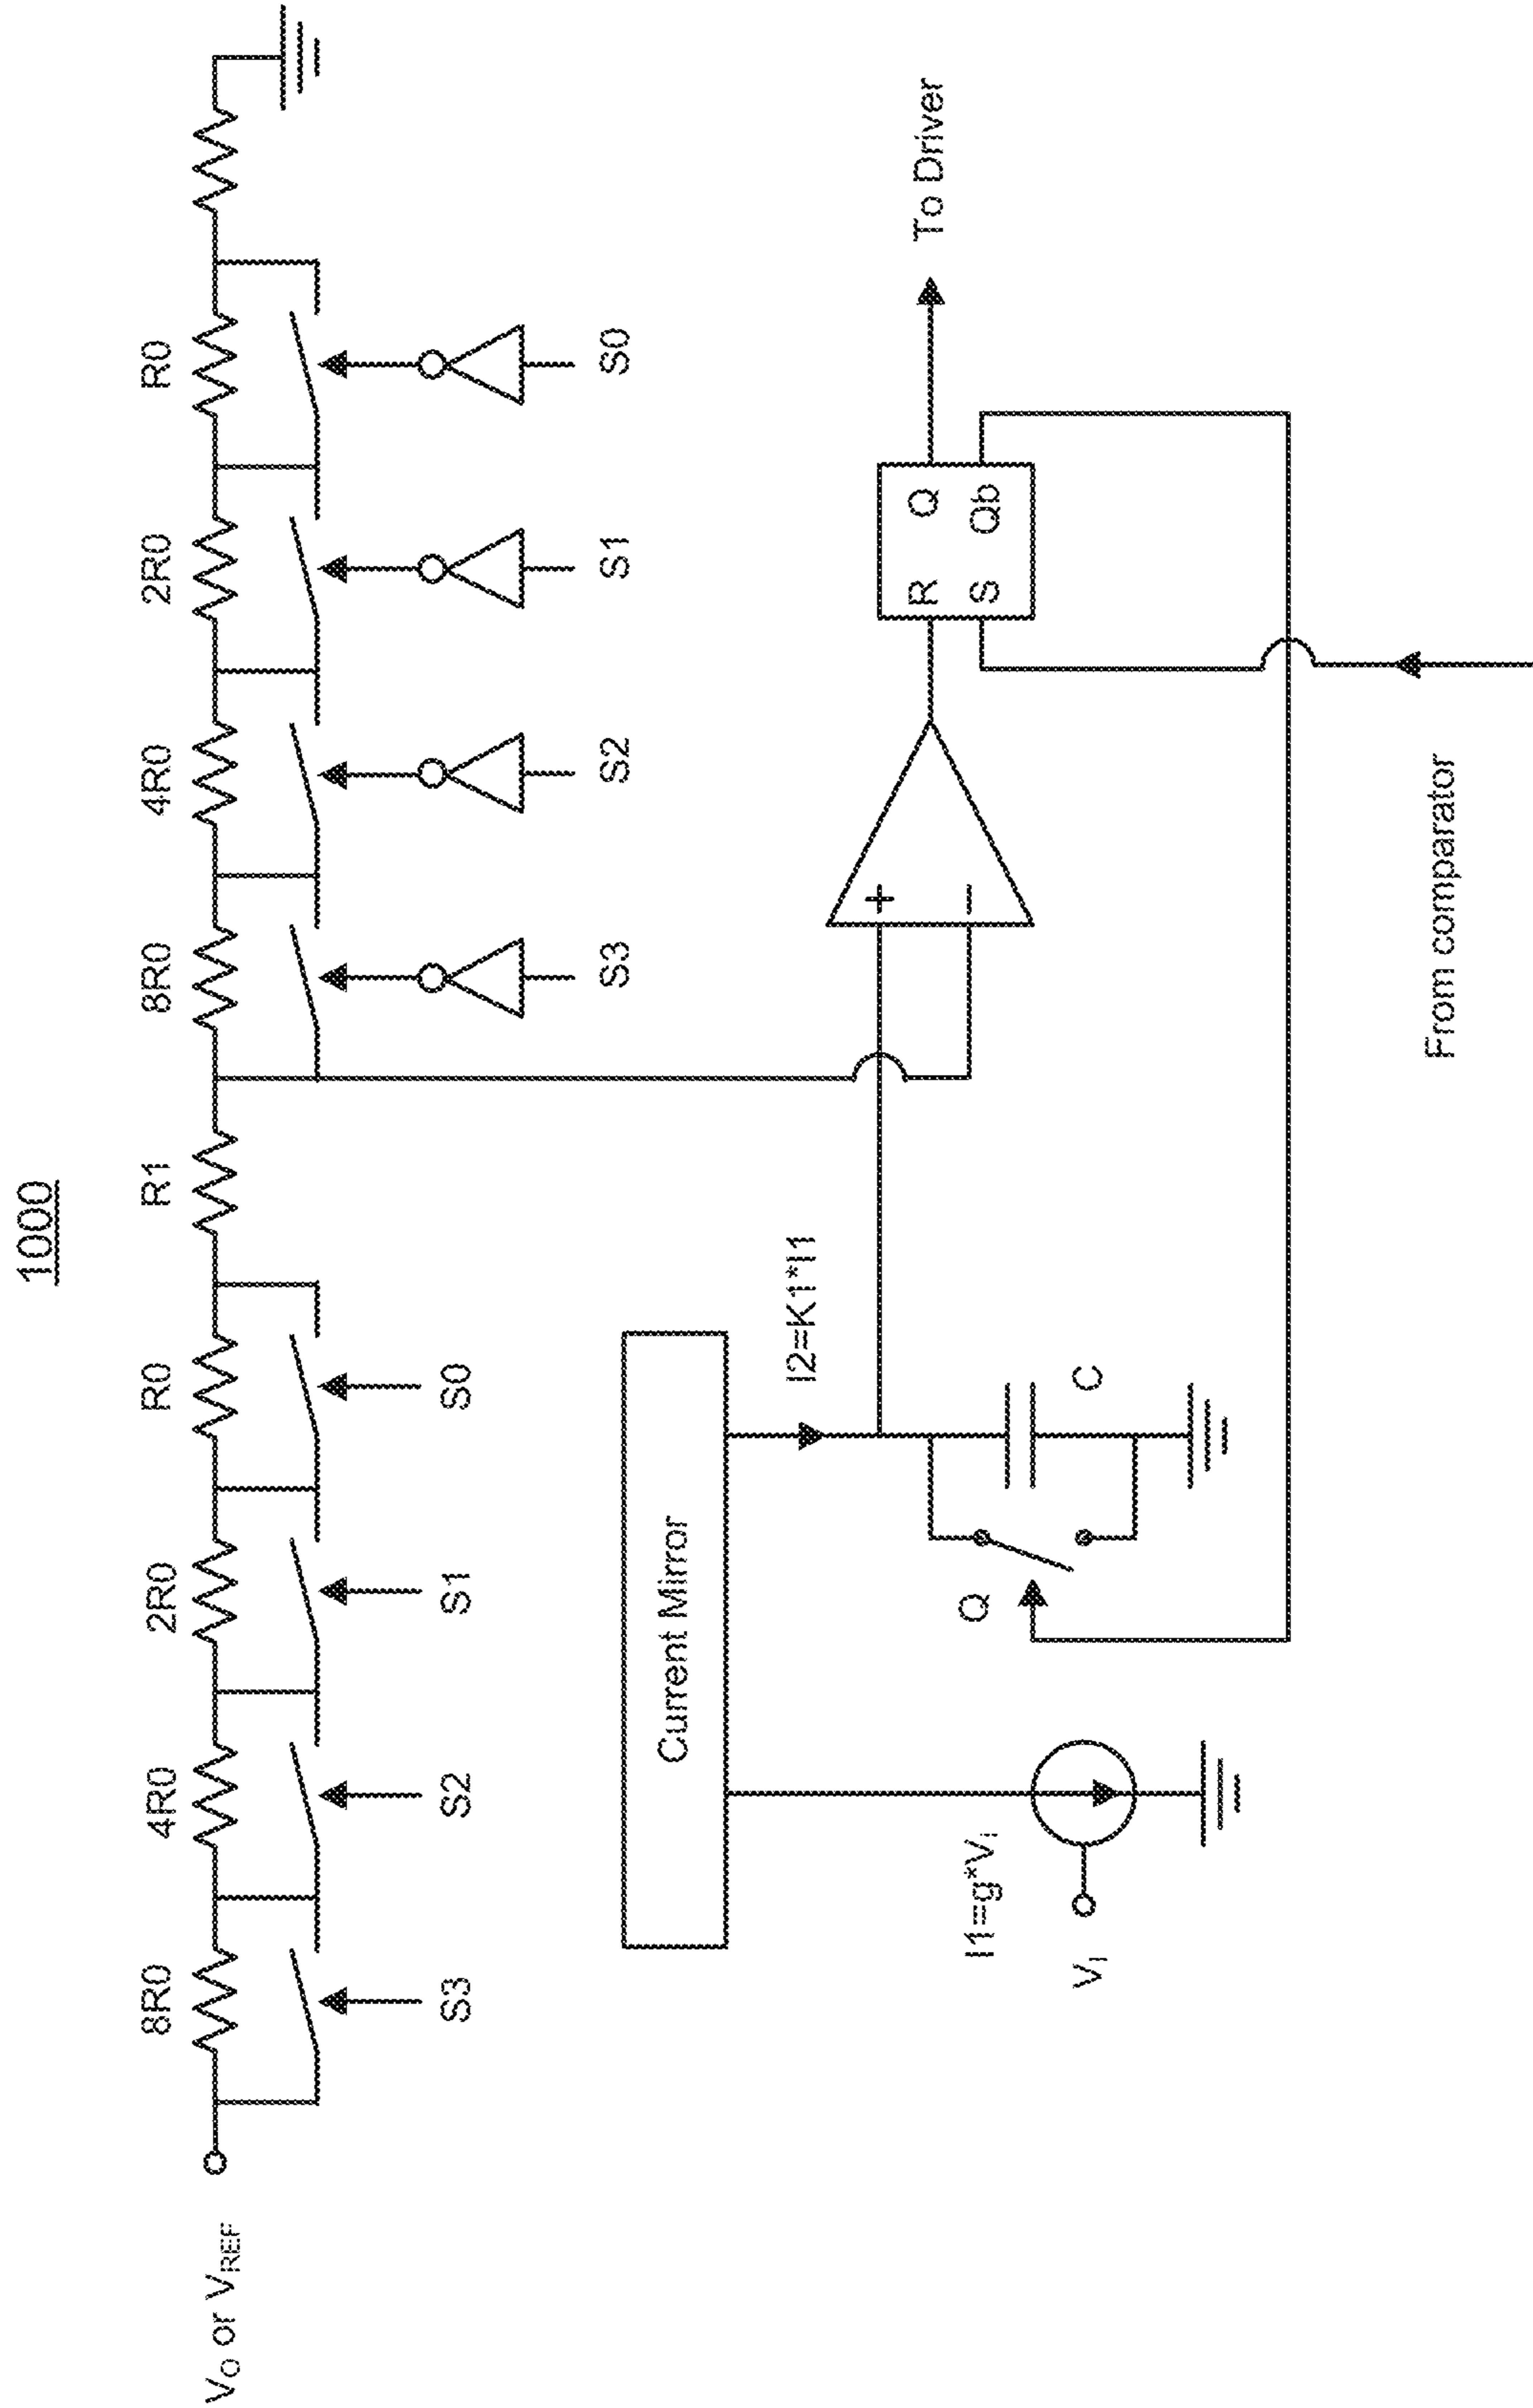 1000
8R0
4R0
2R0
R0
R1
8R0
4R0
2R0
R0
VO or VREF
S3
S2
S1
S0
S3
S2
S1
S0
Current Mirror
I2=K1*I1
I1=g*VI
VI
Q
C
+
−
R
Q
S
Qb
To Driver
From comparator